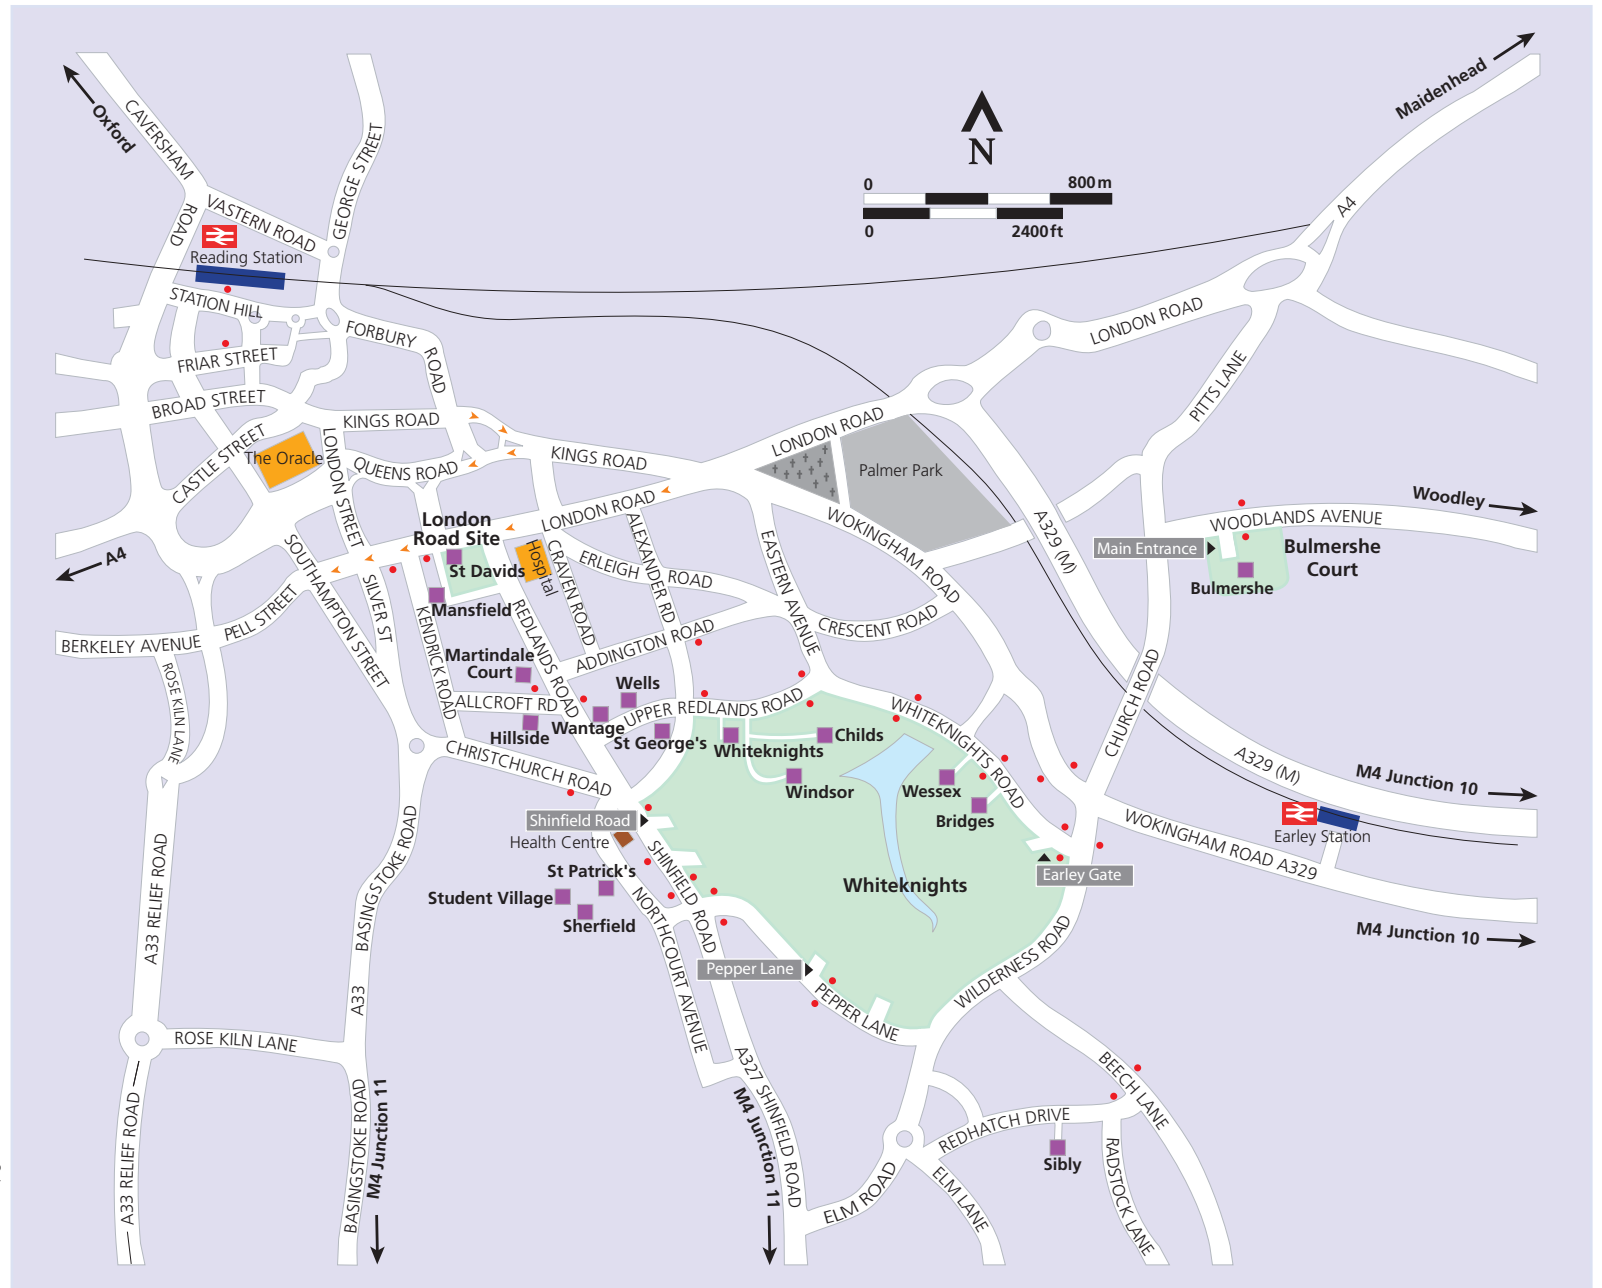 Oxford
CAVERSHAM
ROAD
VASTERN ROAD
GEORGE STREET
Reading Station
STATION HILL
FRIAR STREET
FORBURY
ROAD
BROAD STREET
KINGS ROAD
CASTLE STREET
The Oracle
LONDON STREET
QUEENS ROAD
KINGS ROAD
N
0
800m
0
2400ft
Maidenhead
A4
LONDON ROAD
PITTS LANE
LONDON ROAD
Palmer Park
LONDON ROAD
WOKINGHAM ROAD
A329 (M)
Woodley
WOODLANDS AVENUE
Main Entrance
Bulmershe
Court
Bulmershe
A4
London
Road Site
St Davids
Hospital
Mansfield
SOUTHAMPTON STREET
SILVER ST
KENDRICK ROAD
REDLANDS ROAD
CRAVEN ROAD
ERLEIGH ROAD
ALEXANDER RD
EASTERN AVENUE
CRESCENT ROAD
ADDINGTON ROAD
PELL STREET
BERKELEY AVENUE
ROSE KILN LANE
Martindale
Court
ALLCROFT RD
Wells
Wantage
Hillside
UPPER REDLANDS ROAD
St George's
Whiteknights
Childs
Windsor
WHITEKNIGHTS ROAD
Wessex
Bridges
CHURCH ROAD
A329 (M)
M4 Junction 10
Earley Station
WOKINGHAM ROAD A329
M4 Junction 10
CHRISTCHURCH ROAD
Shinfield Road
Health Centre
St Patrick's
Student Village
Sherfield
SHINFIELD ROAD
NORTHCOURT AVENUE
Whiteknights
Earley Gate
Pepper Lane
PEPPER LANE
WILDERNESS ROAD
A33 RELIEF ROAD
BASINGSTOKE ROAD
A33
ROSE KILN LANE
A33 RELIEF ROAD
BASINGSTOKE ROAD
M4 Junction 11
A327 SHINFIELD ROAD
M4 Junction 11
BEECH LANE
REDHATCH DRIVE
Sibly
RADSTOCK LANE
ELM ROAD
ELM LANE